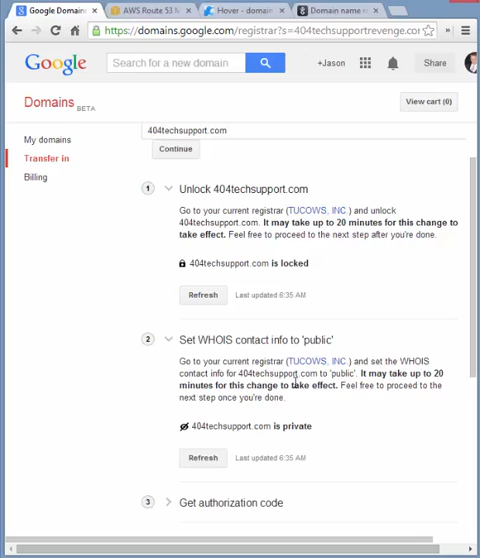 Google Domains
AWS Route 53 M
Hover - domain
Domain name r
https://domains.google.com/registrar?s=404techsupportrevenge.co
Google
Search for a new domain
+Jason
Share
Domains
BETA
View cart (0)
My domains
Transfer in
Billing
404techsupport.com
Continue
1
Unlock 404techsupport.com
Go to your current registrar (TUCOWS, INC.) and unlock
404techsupport.com. It may take up to 20 minutes for this change to
take effect. Feel free to proceed to the next step after you're done.
404techsupport.com is locked
Refresh
Last updated 6:35 AM
2
Set WHOIS contact info to 'public'
Go to your current registrar (TUCOWS, INC.) and set the WHOIS
contact info for 404techsupport.com to 'public'. It may take up to 20
minutes for this change to take effect. Feel free to proceed to the
next step once you're done.
404techsupport.com is private
Refresh
Last updated 6:35 AM
3
Get authorization code